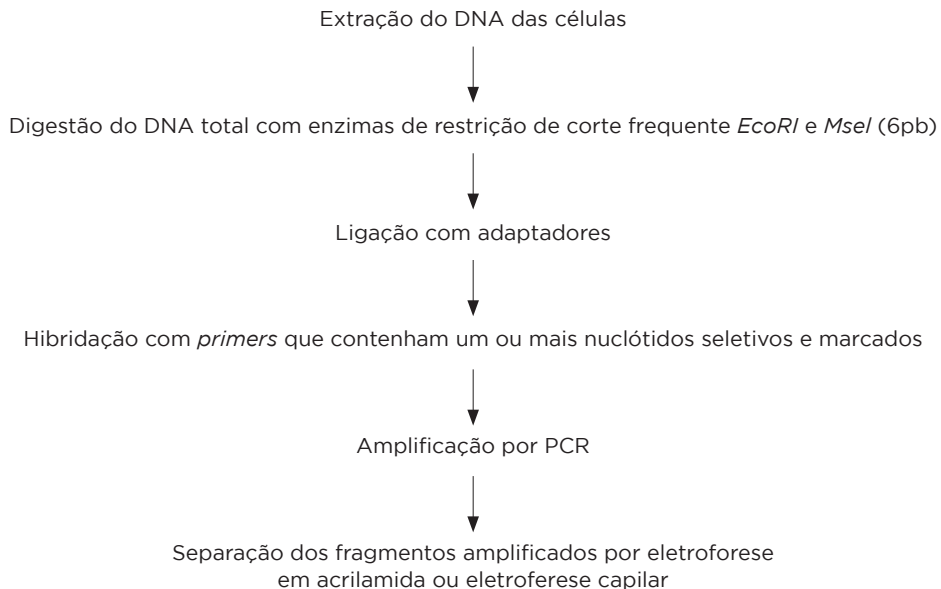 Extração do DNA das células
Digestão do DNA total com enzimas de restrição de corte frequente EcoRI e MseI (6pb)
Ligação com adaptadores
Hibridação com primers que contenham um ou mais nuclótidos seletivos e marcados
Amplificação por PCR
Separação dos fragmentos amplificados por eletroforese
em acrilamida ou eletroferese capilar